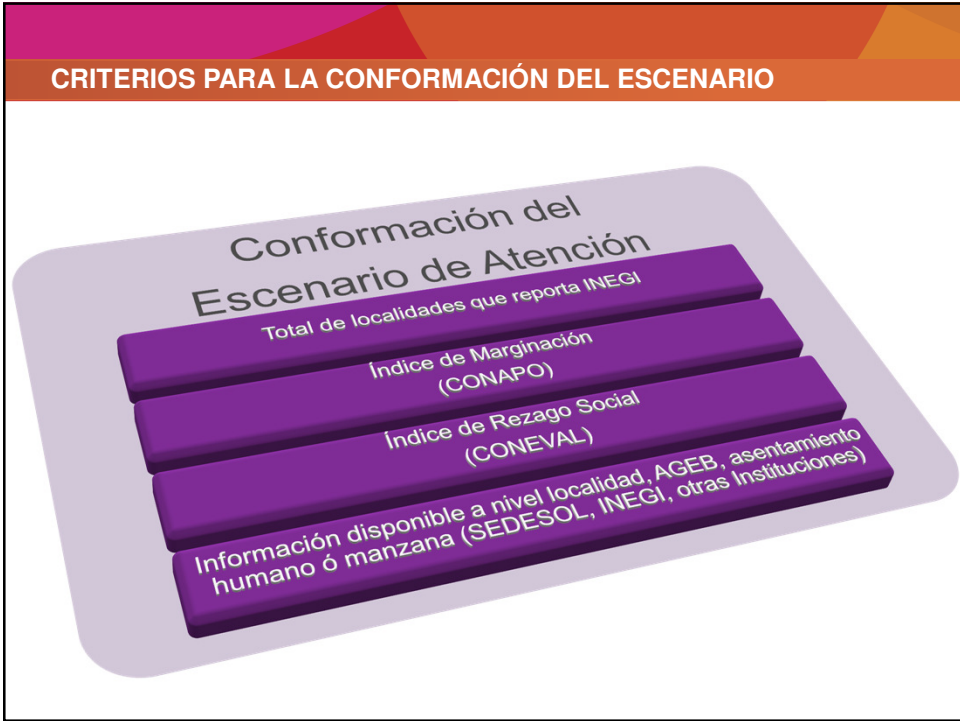 CRITERIOS PARA LA CONFORMACIÓN DEL ESCENARIO
Conformación del
Escenario de Atención
Total de localidades que reporta INEGI
Índice de Marginación
(CONAPO)
Índice de Rezago Social
(CONEVAL)
Información disponible a nivel localidad, AGEB, asentamiento
humano ó manzana (SEDESOL, INEGI, otras Instituciones)